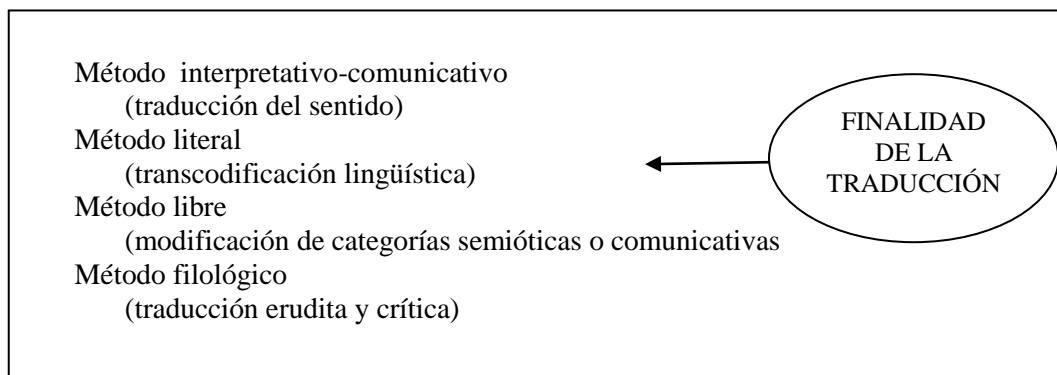 Método interpretativo-comunicativo
(traducción del sentido)
Método literal
(transcodificación lingüística)
Método libre
(modificación de categorías semióticas o comunicativas
Método filológico
(traducción erudita y crítica)
FINALIDAD
DE LA
TRADUCCIÓN